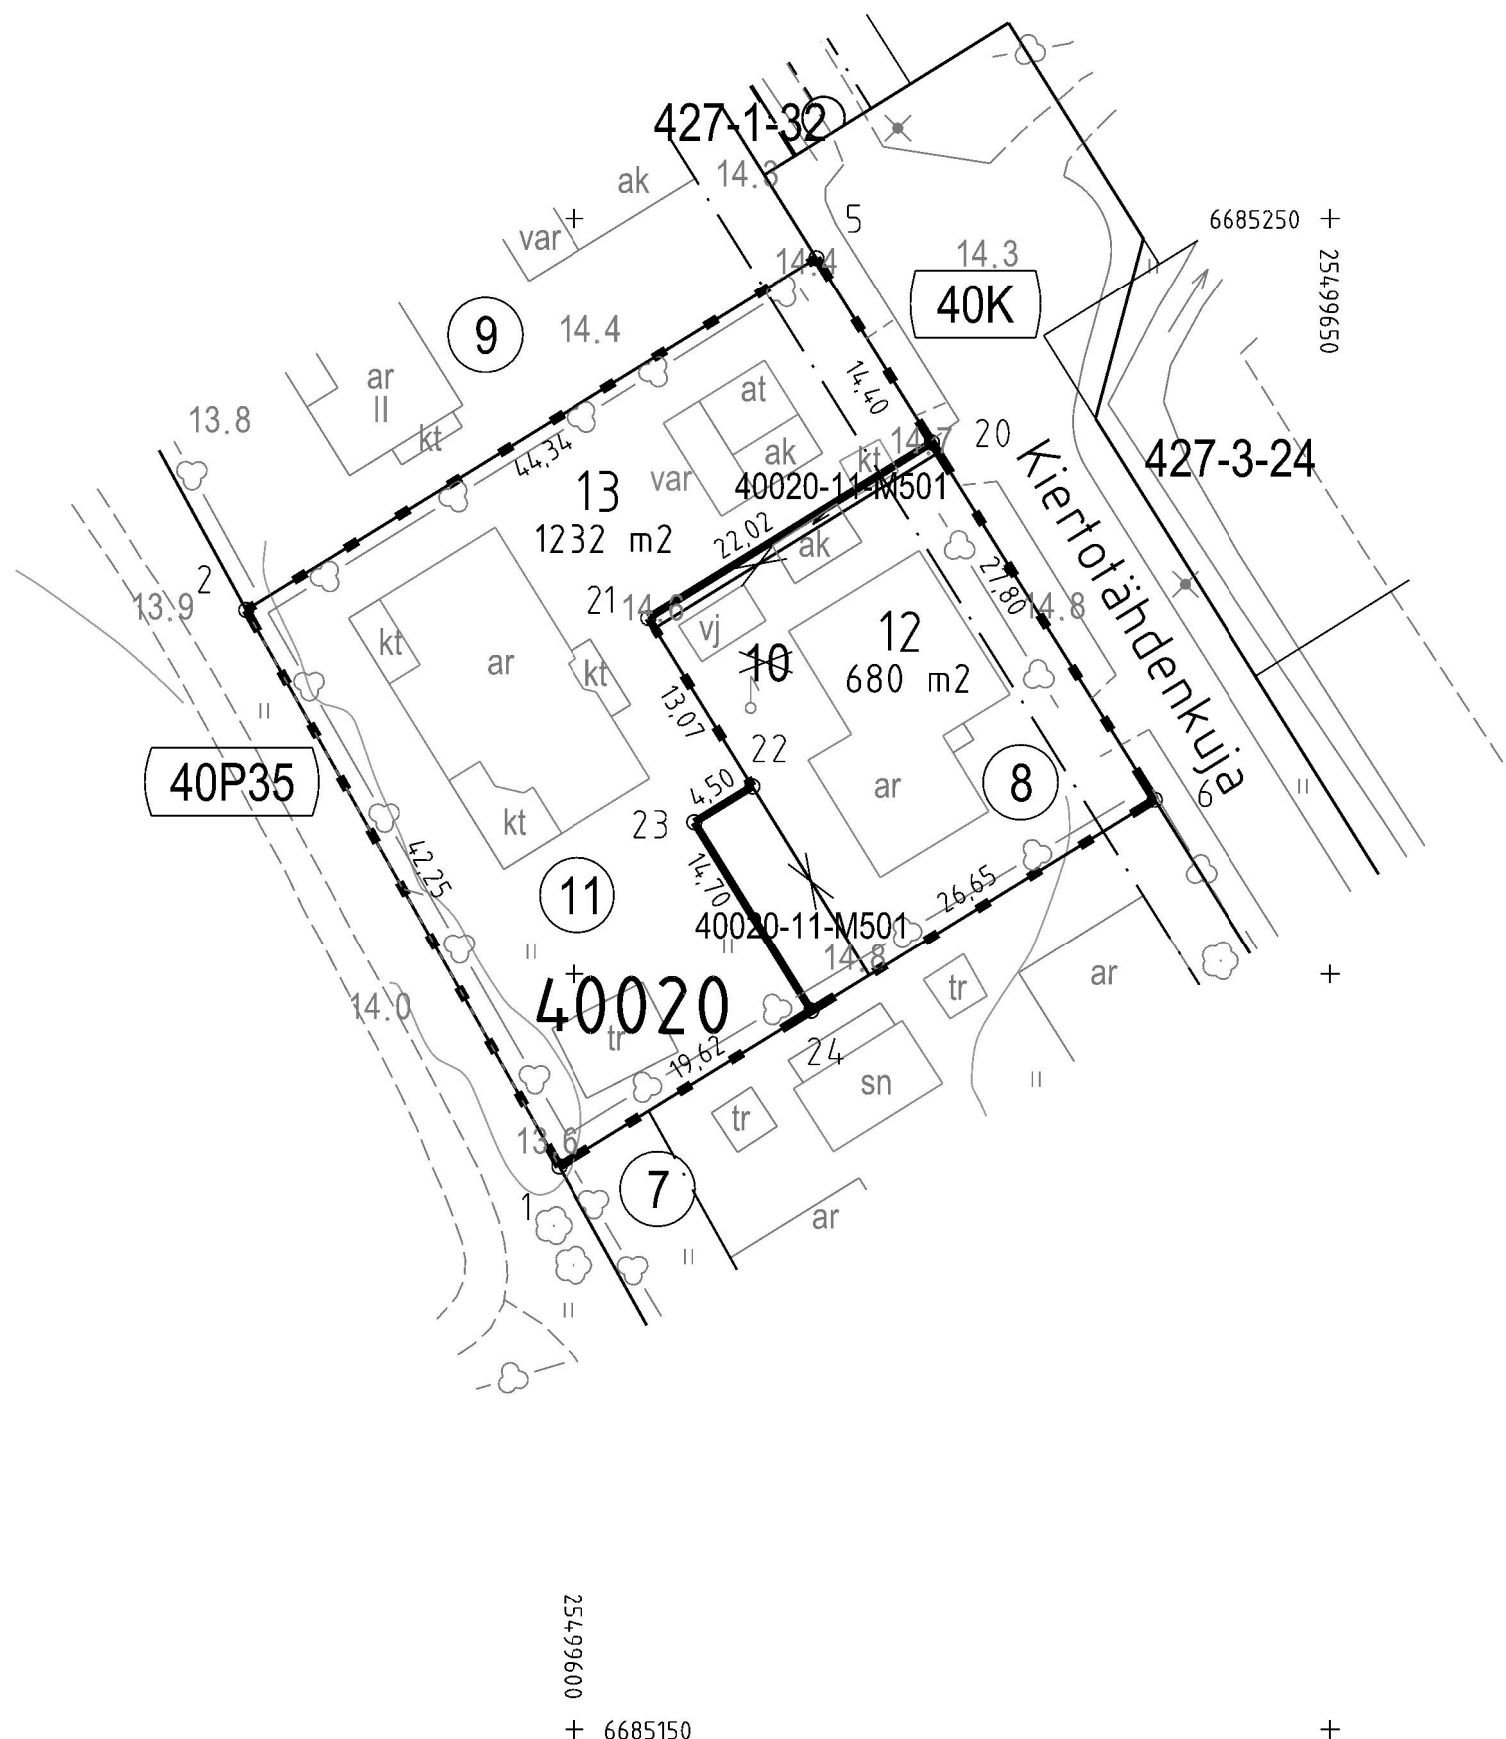 427-1-32
14.3
ak
var
5
6685250
25499650
14.4
14.3
40K
9
14.4
ar
II
kt
13.8
14,40
at
ak
kt
14.7
20
427-3-24
44,34
13
var
40020-11-M501
1232 m2
22,02
ak
Kiertotähdenkuja
2
13.9
21
14.6
vj
27,80
14.8
kt
ar
kt
10
12
680 m2
13,07
22
40P35
4,50
23
ar
8
6
kt
42,25
11
14,70
26,65
40020-11-M501
14.8
ar
tr
14.0
40020
tr
19,62
24
sn
tr
13.6
1
7
ar
25499600
6685150